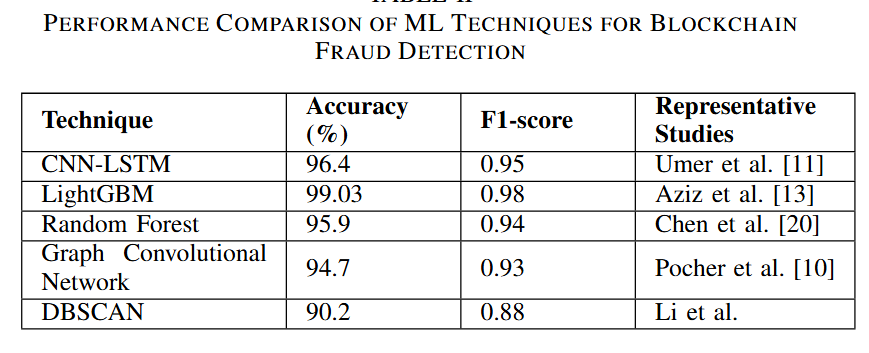 TABLE II
PERFORMANCE COMPARISON OF ML TECHNIQUES FOR BLOCKCHAIN
FRAUD DETECTION
Technique Accuracy (%) F1-score Representative Studies
CNN-LSTM 96.4 0.95 Umer et al. [11]
LightGBM 99.03 0.98 Aziz et al. [13]
Random Forest 95.9 0.94 Chen et al. [20]
Graph Convolutional Network 94.7 0.93 Pocher et al. [10]
DBSCAN 90.2 0.88 Li et al.